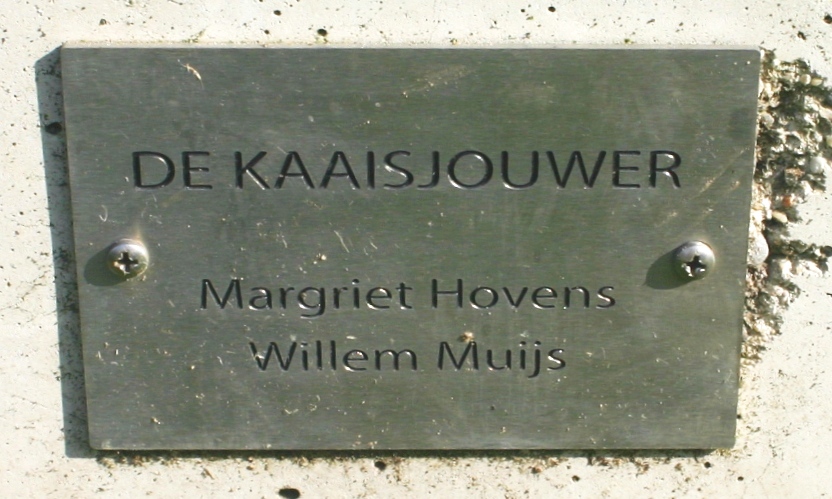 DE KAAISJOUWER
Margriet Hovens
Willem Muijs